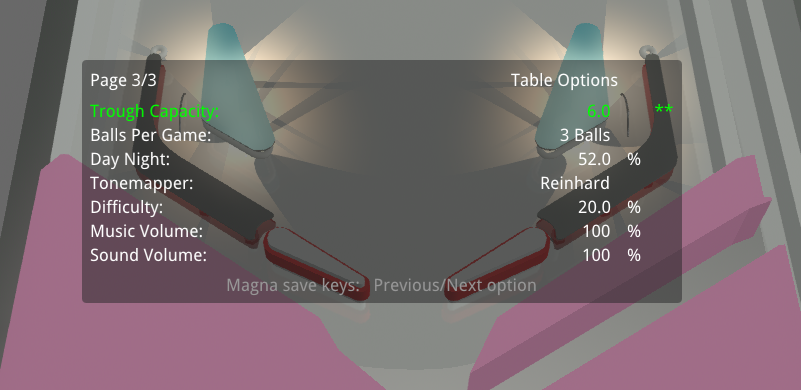 Page 3/3 Table Options
Trough Capacity: 6.0 **
Balls Per Game: 3 Balls
Day Night: 52.0 %
Tonemapper: Reinhard
Difficulty: 20.0 %
Music Volume: 100 %
Sound Volume: 100 %
Magna save keys: Previous/Next option